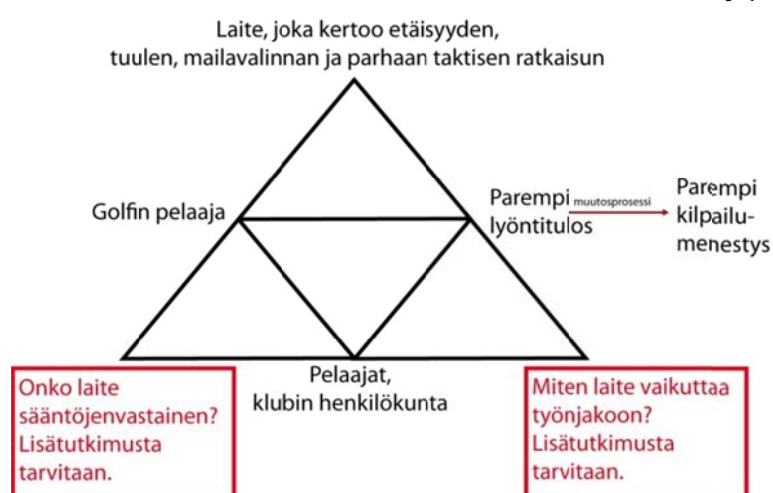 Laite, joka kertoo etäisyyden,
tuulen, mailavalinnan ja parhaan taktisen ratkaisun
Golfin pelaaja
Parempi
lyöntitulos
muutosprosessi
Parempi
kilpailu-
menestys
Pelaajat,
klubin henkilökunta
Onko laite
sääntöjenvastainen?
Lisätutkimusta
tarvitaan.
Miten laite vaikuttaa
työnjakoon?
Lisätutkimusta
tarvitaan.